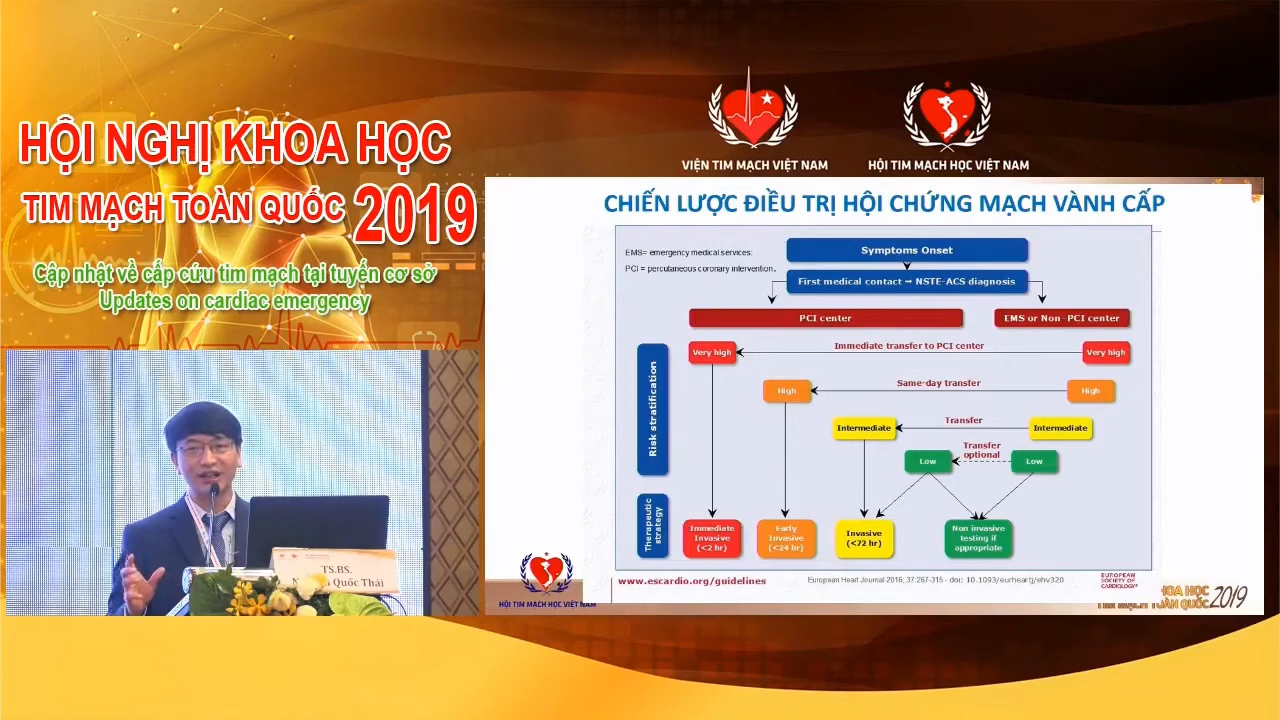 HỘI NGHỊ KHOA HỌC
TIM MẠCH TOÀN QUỐC 2019
Cập nhật về cấp cứu tim mạch tại tuyến cơ sở
Updates on cardiac emergency
VIỆN TIM MẠCH VIỆT NAM
HỘI TIM MẠCH HỌC VIỆT NAM
CHIẾN LƯỢC ĐIỀU TRỊ HỘI CHỨNG MẠCH VÀNH CẤP
EMS= emergency medical services;
PCI = percutaneous coronary intervention.
Symptoms Onset
First medical contact → NSTE-ACS diagnosis
PCI center
EMS or Non-PCI center
Risk stratification
Very high
Immediate transfer to PCI center
Very high
High
Same-day transfer
High
Intermediate
Transfer
Intermediate
Low
Transfer
optional
Low
Therapeutic
strategy
Immediate
Invasive
(<2 hr)
Early
Invasive
(<24 hr)
Invasive
(<72 hr)
Non invasive
testing if
appropriate
www.escardio.org/guidelines
European Heart Journal 2016; 37:267-315 - doi: 10.1093/eurheartj/ehv320
EUROPEAN
SOCIETY OF
CARDIOLOGY®
HỘI TIM MẠCH HỌC VIỆT NAM
HOA HỌC
TIM MẠCH TOÀN QUỐC 2019
TS.BS.
Quốc Thái